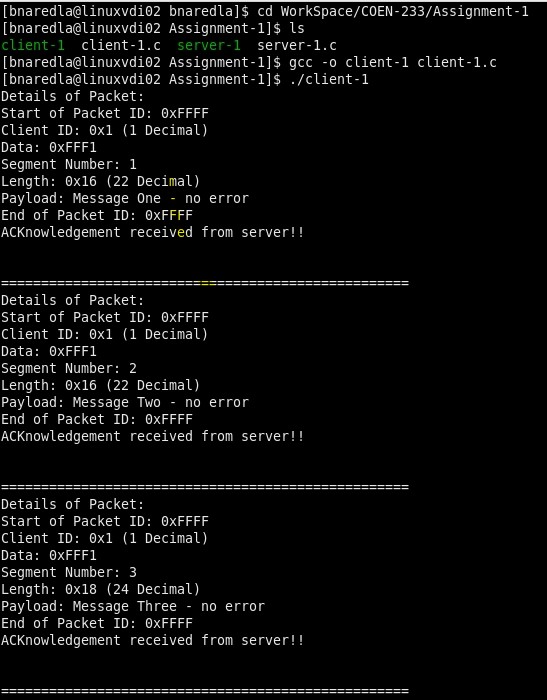 [bnaredla@linuxvdi02 bnaredla]$ cd WorkSpace/COEN-233/Assignment-1
[bnaredla@linuxvdi02 Assignment-1]$ ls
client-1  client-1.c  server-1  server-1.c
[bnaredla@linuxvdi02 Assignment-1]$ gcc -o client-1 client-1.c
[bnaredla@linuxvdi02 Assignment-1]$ ./client-1
Details of Packet:
Start of Packet ID: 0xFFFF
Client ID: 0x1 (1 Decimal)
Data: 0xFFF1
Segment Number: 1
Length: 0x16 (22 Decimal)
Payload: Message One - no error
End of Packet ID: 0xFFFF
ACKnowledgement received from server!!
===================================================
Details of Packet:
Start of Packet ID: 0xFFFF
Client ID: 0x1 (1 Decimal)
Data: 0xFFF1
Segment Number: 2
Length: 0x16 (22 Decimal)
Payload: Message Two - no error
End of Packet ID: 0xFFFF
ACKnowledgement received from server!!
===================================================
Details of Packet:
Start of Packet ID: 0xFFFF
Client ID: 0x1 (1 Decimal)
Data: 0xFFF1
Segment Number: 3
Length: 0x18 (24 Decimal)
Payload: Message Three - no error
End of Packet ID: 0xFFFF
ACKnowledgement received from server!!
===================================================